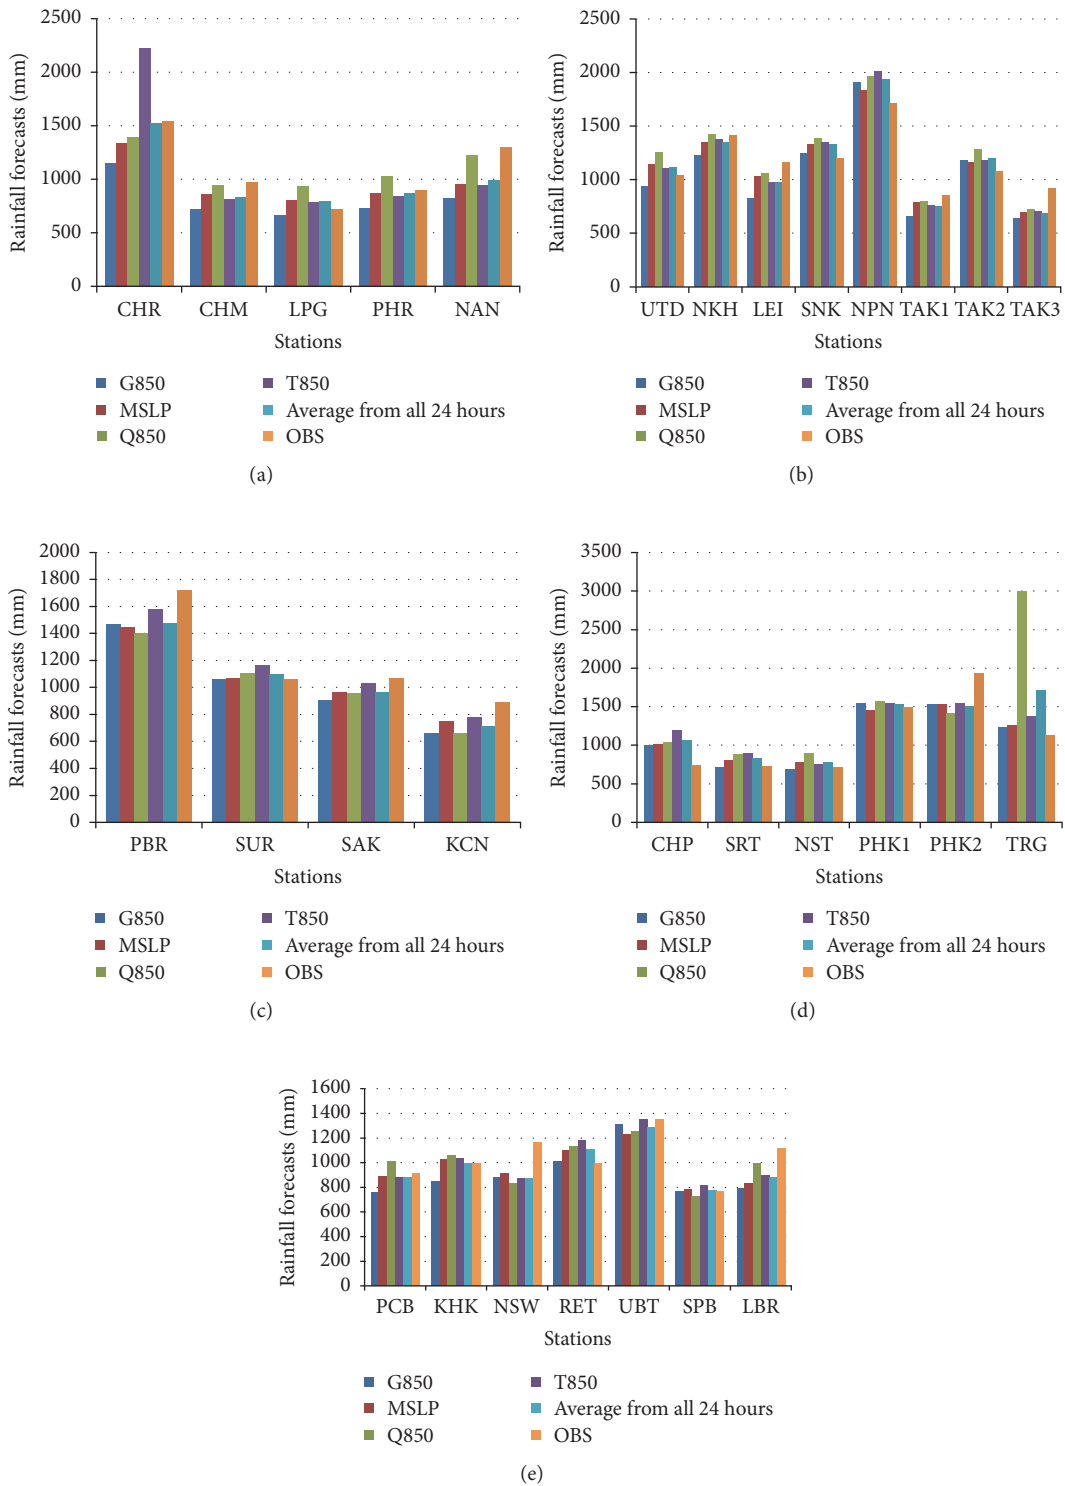 2500
2000
1500
1000
500
0
Rainfall forecasts (mm)
CHR CHM LPG PHR NAN
Stations
G850 T850
MSLP Average from all 24 hours
Q850 OBS
(a)
2500
2000
1500
1000
500
0
Rainfall forecasts (mm)
UTD NKH LEI SNK NPN TAK1 TAK2 TAK3
Stations
G850 T850
MSLP Average from all 24 hours
Q850 OBS
(b)
2000
1800
1600
1400
1200
1000
800
600
400
200
0
Rainfall forecasts (mm)
PBR SUR SAK KCN
Stations
G850 T850
MSLP Average from all 24 hours
Q850 OBS
(c)
3500
3000
2500
2000
1500
1000
500
0
Rainfall forecasts (mm)
CHP SRT NST PHK1 PHK2 TRG
Stations
G850 T850
MSLP Average from all 24 hours
Q850 OBS
(d)
1600
1400
1200
1000
800
600
400
200
0
Rainfall forecasts (mm)
PCB KHK NSW RET UBT SPB LBR
Stations
G850 T850
MSLP Average from all 24 hours
Q850 OBS
(e)